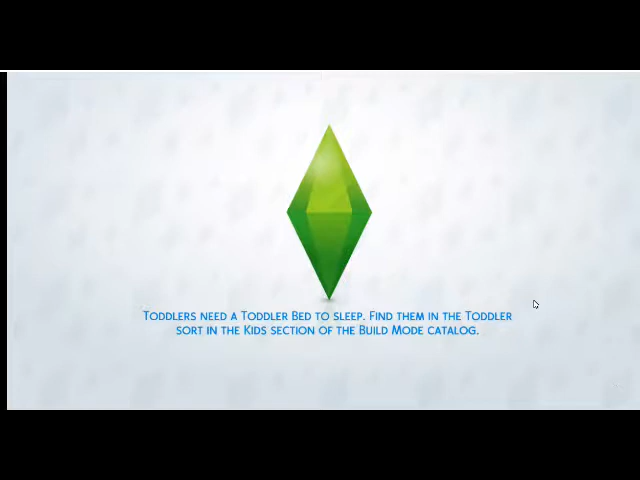 Toddlers need a Toddler Bed to sleep. Find them in the Toddler
sort in the Kids section of the Build Mode catalog.